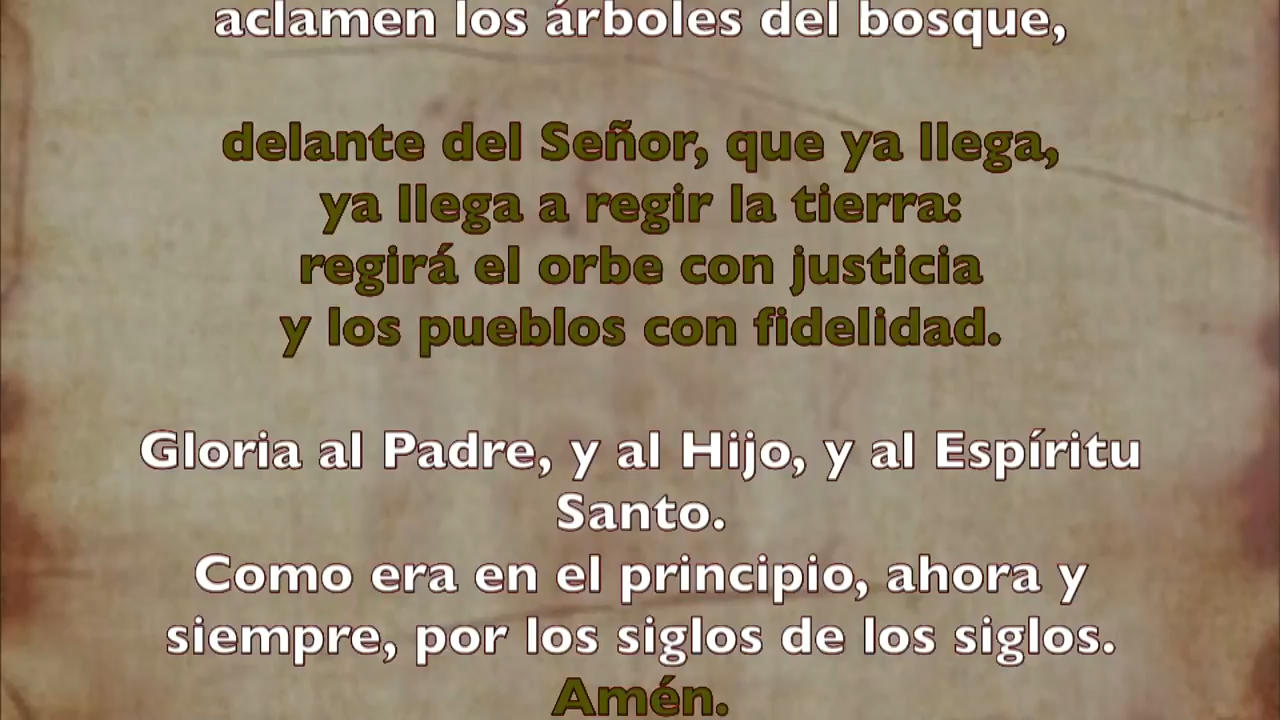 aclamen los árboles del bosque,
delante del Señor, que ya llega,
ya llega a regir la tierra:
regirá el orbe con justicia
y los pueblos con fidelidad.
Gloria al Padre, y al Hijo, y al Espíritu
Santo.
Como era en el principio, ahora y
siempre, por los siglos de los siglos.
Amén.